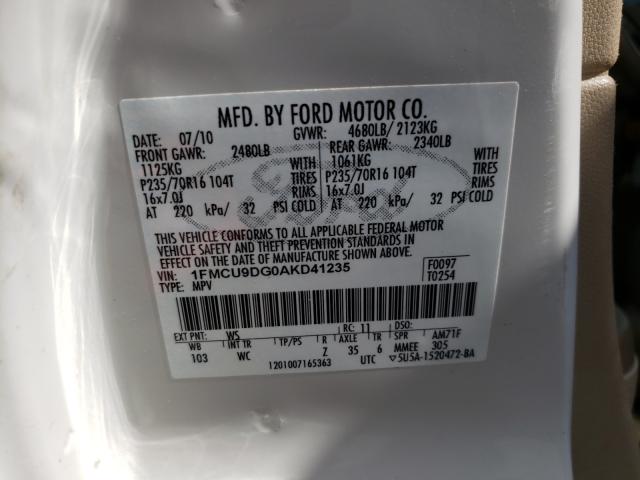 MFD. BY FORD MOTOR CO.
DATE: 07/10 GVWR: 4680LB/ 2123KG
FRONT GAWR: 2480LB REAR GAWR: 2340LB
1125KG WITH 1061KG WITH
P235/70R16 104T TIRES P235/70R16 104T TIRES
16x7.0J RIMS 16x7.0J RIMS
AT 220 kPa/ 32 PSI COLD AT 220 kPa/ 32 PSI COLD
Ford
THIS VEHICLE CONFORMS TO ALL APPLICABLE FEDERAL MOTOR
VEHICLE SAFETY AND THEFT PREVENTION STANDARDS IN
EFFECT ON THE DATE OF MANUFACTURE SHOWN ABOVE.
VIN: 1FMCU9DG0AKD41235 F0097
TYPE: MPV T0254
EXT PNT: WS RC: 11 DSO:
WB INT TR TP/PS R AXLE TR SPR AM71F
103 WC Z 35 6 MMEE 305
1201007165363 UTC ▽5U5A-1520472-BA